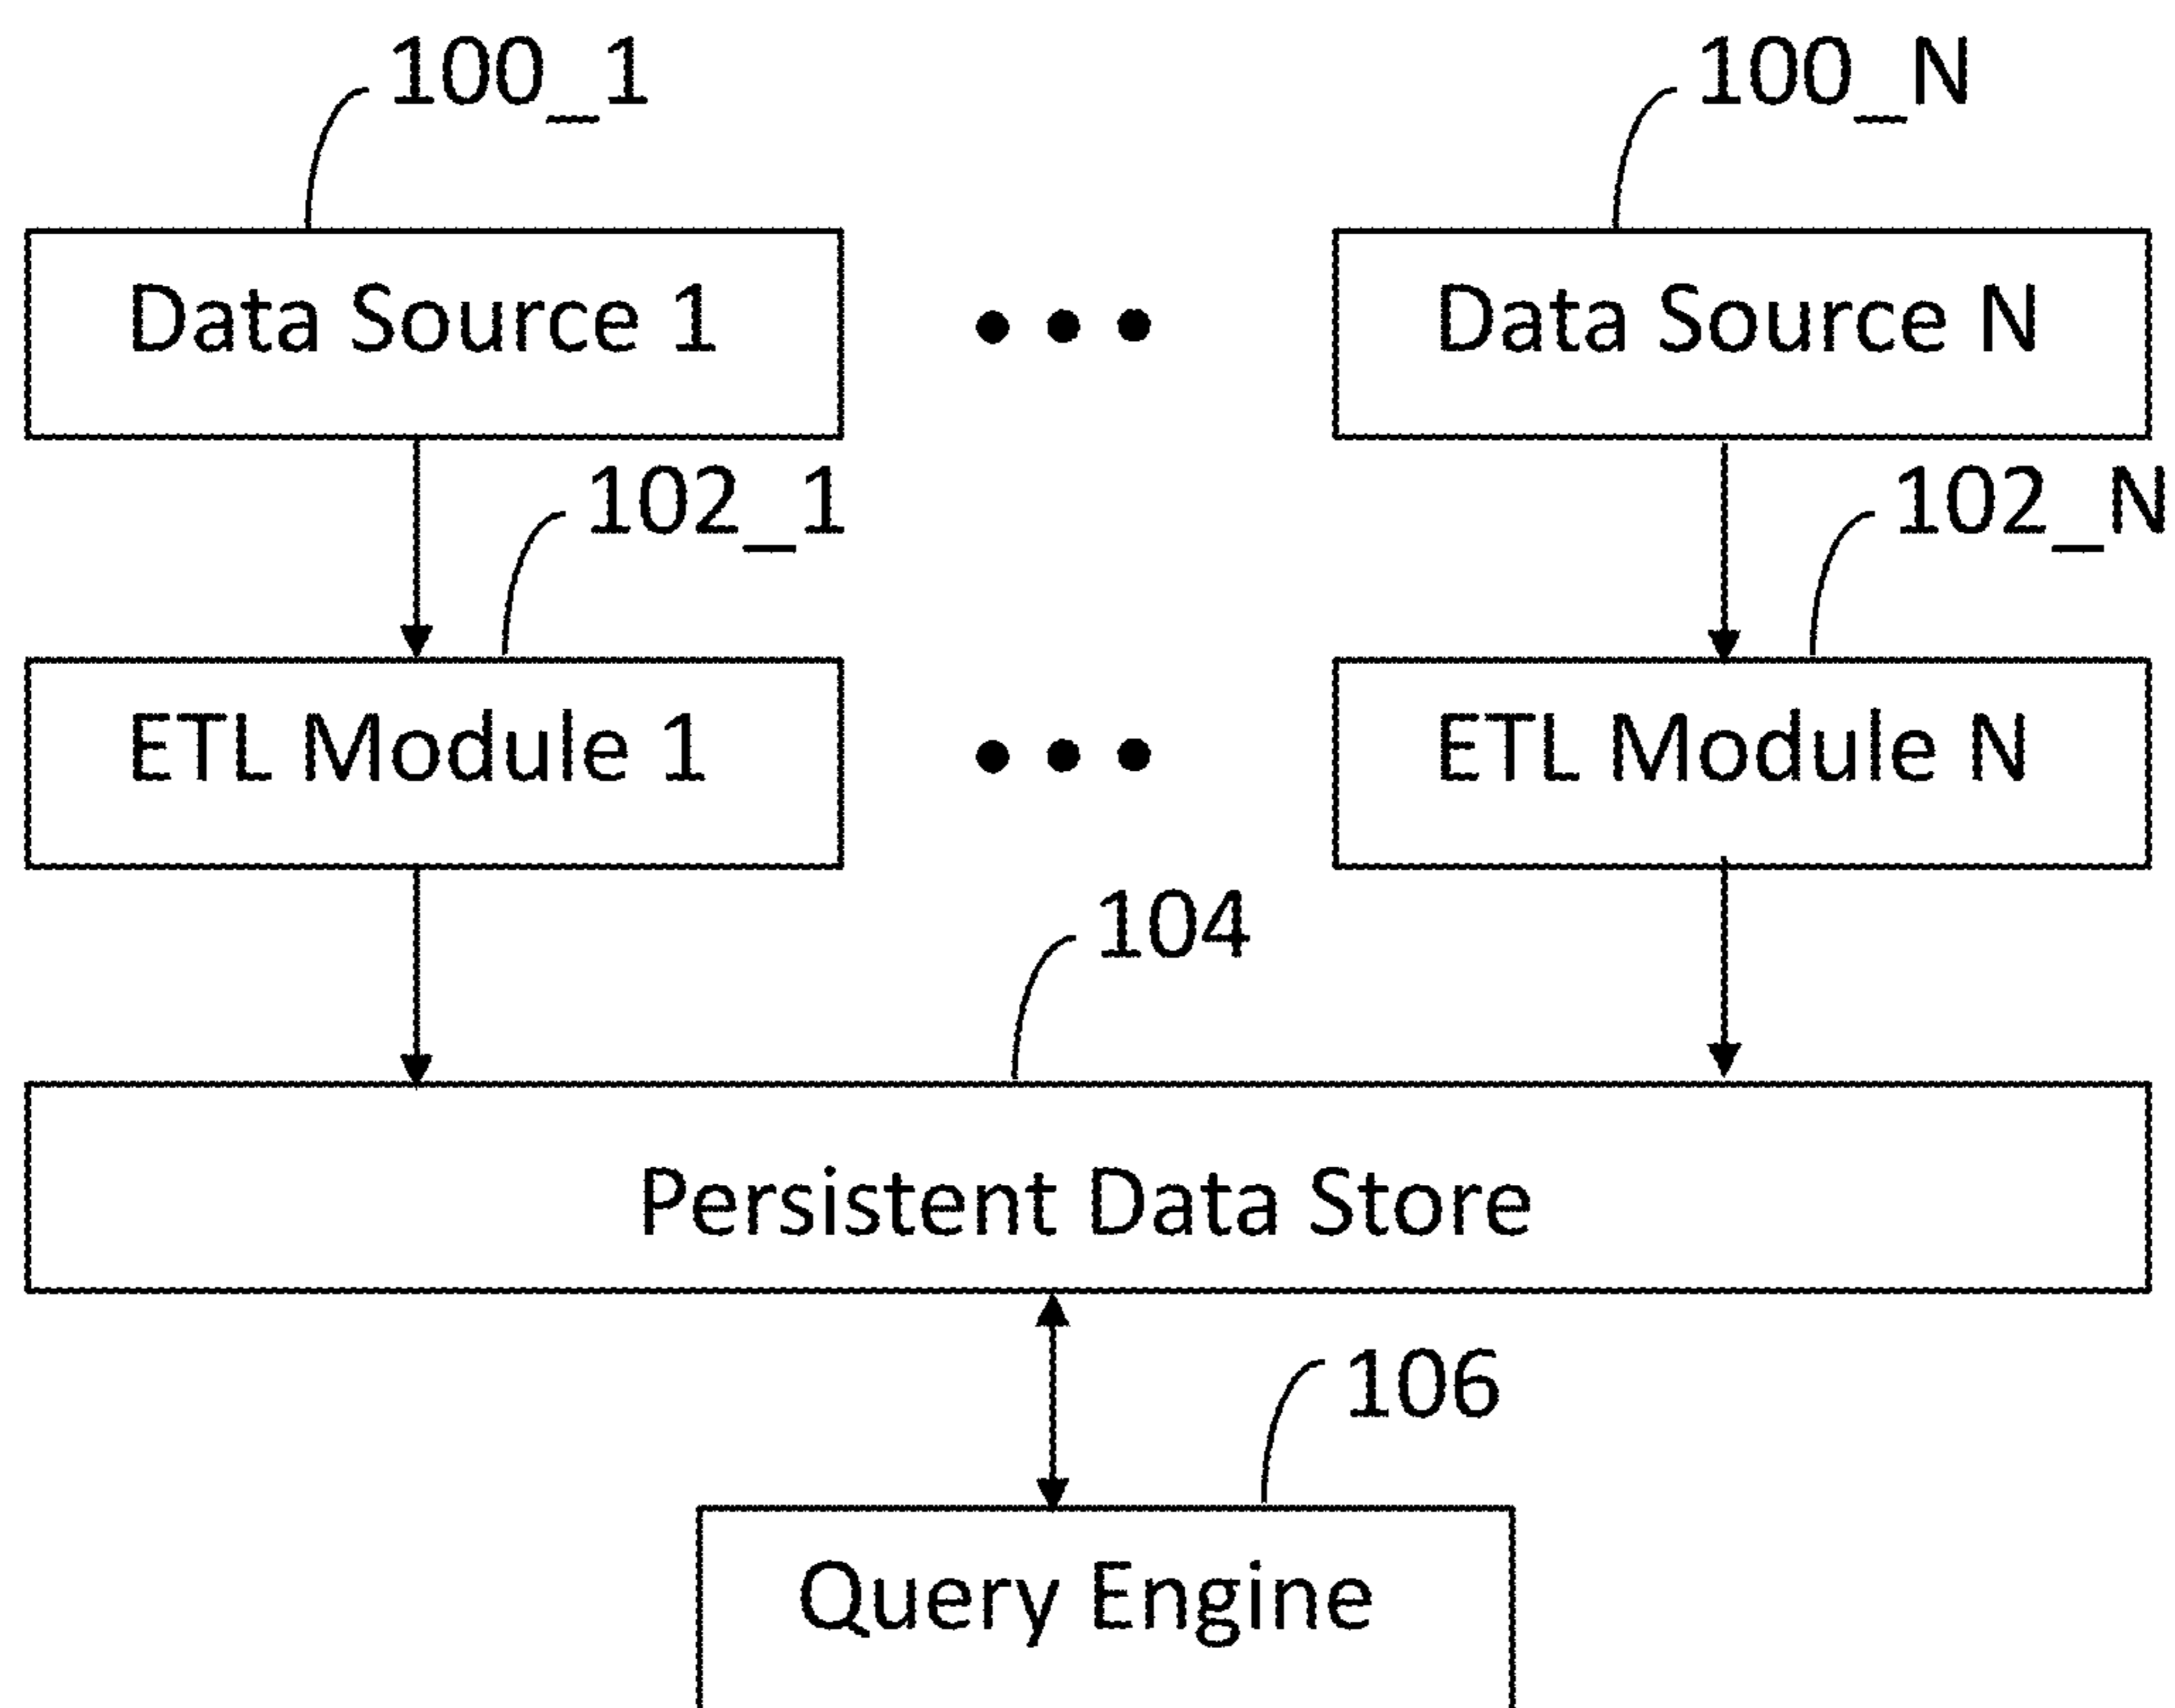 100_1
100_N
Data Source 1
Data Source N
102_1
102_N
ETL Module 1
ETL Module N
104
Persistent Data Store
106
Query Engine